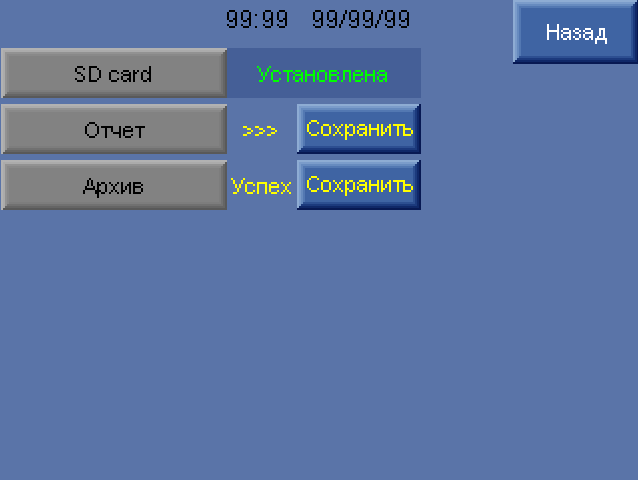 99:99 99/99/99
Назад
SD card Установлена
Отчет >>> Сохранить
Архив Успех Сохранить